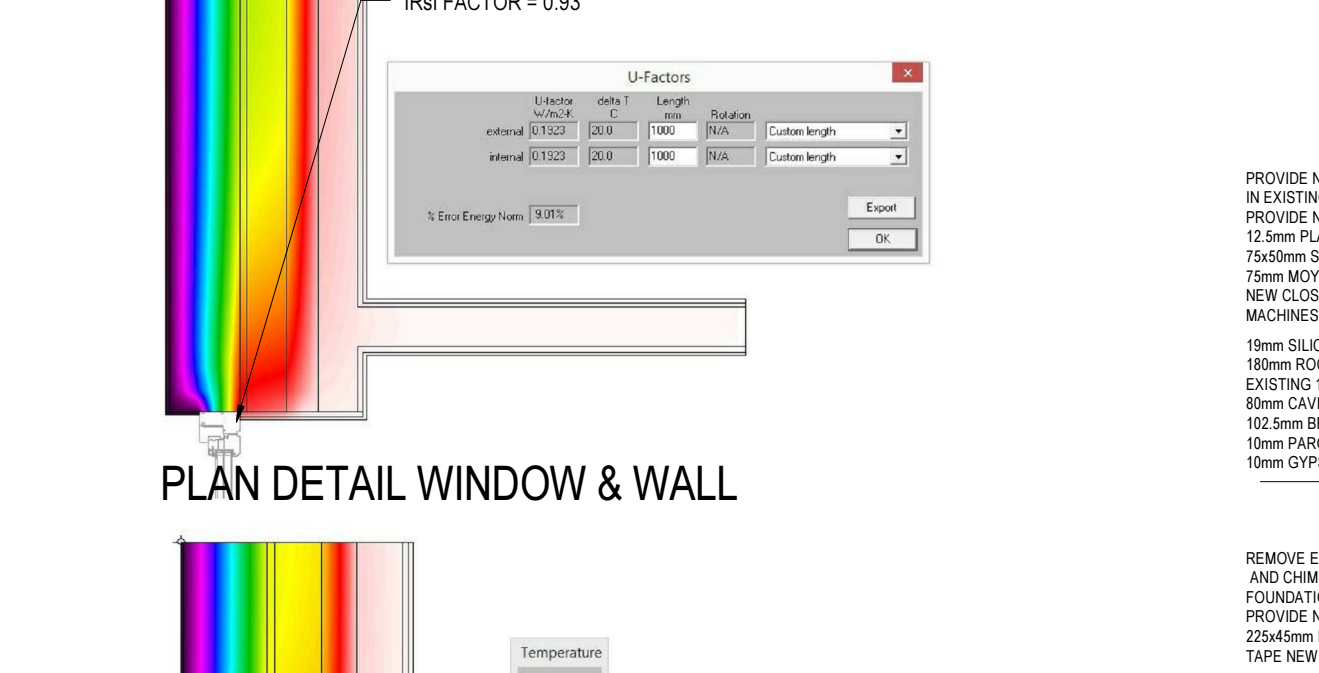 fRsi FACTOR = 0.93
U-Factors
U-factor delta T Length
W/m2-K C mm Rotation
external 0.1923 20.0 1000 N/A Custom length
internal 0.1923 20.0 1000 N/A Custom length
% Error Energy Norm 9.01%
Export
OK
PLAN DETAIL WINDOW & WALL
Temperature
PROVIDE N
IN EXISTING
PROVIDE N
12.5mm PLA
75x50mm S
75mm MOY
NEW CLOS
MACHINES
19mm SILIC
180mm ROC
EXISTING 1
80mm CAVI
102.5mm BR
10mm PARG
10mm GYPS
REMOVE E
AND CHIM
FOUNDATIO
PROVIDE N
225x45mm
TAPE NEW